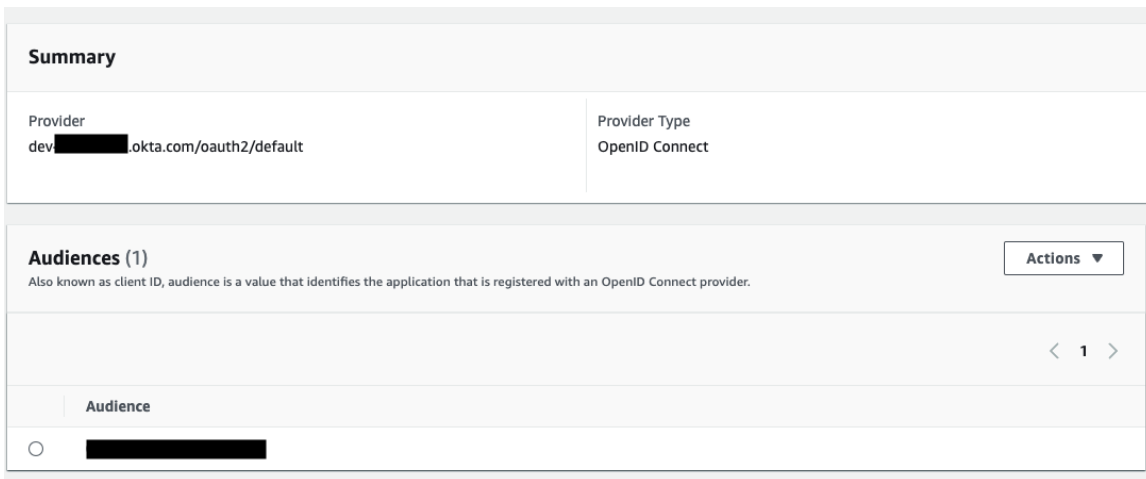 Summary
Provider
Provider Type
dev- .okta.com/oauth2/default
OpenID Connect
Audiences (1)
Actions ▼
Also known as client ID, audience is a value that identifies the application that is registered with an OpenID Connect provider.
< 1 >
Audience